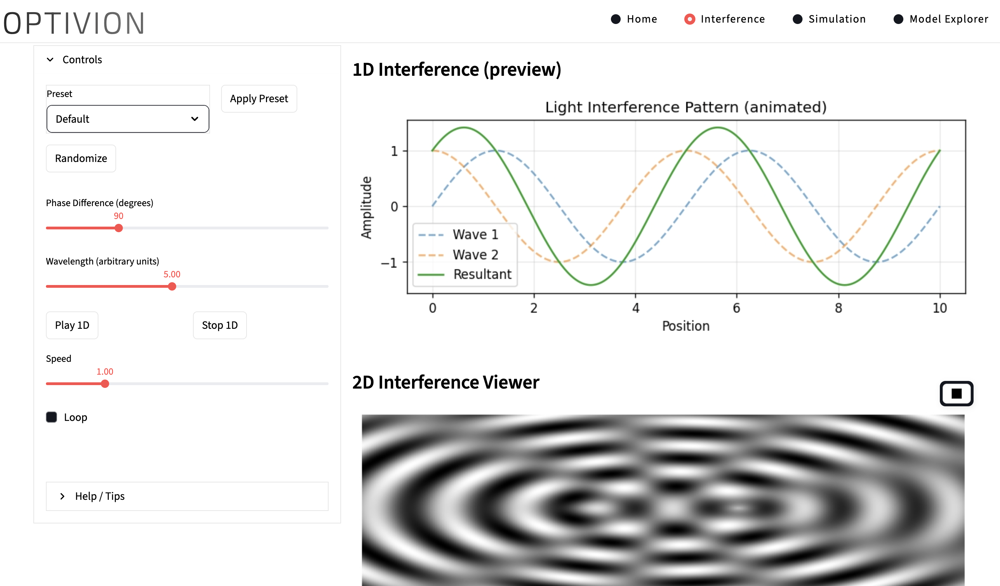 OPTIVION
Home
Interference
Simulation
Model Explorer
Controls
Preset
Apply Preset
Default
Randomize
Phase Difference (degrees)
90
Wavelength (arbitrary units)
5.00
Play 1D
Stop 1D
Speed
1.00
Loop
Help / Tips
1D Interference (preview)
Light Interference Pattern (animated)
Amplitude
1
0
−1
Wave 1
Wave 2
Resultant
0 2 4 6 8 10
Position
2D Interference Viewer